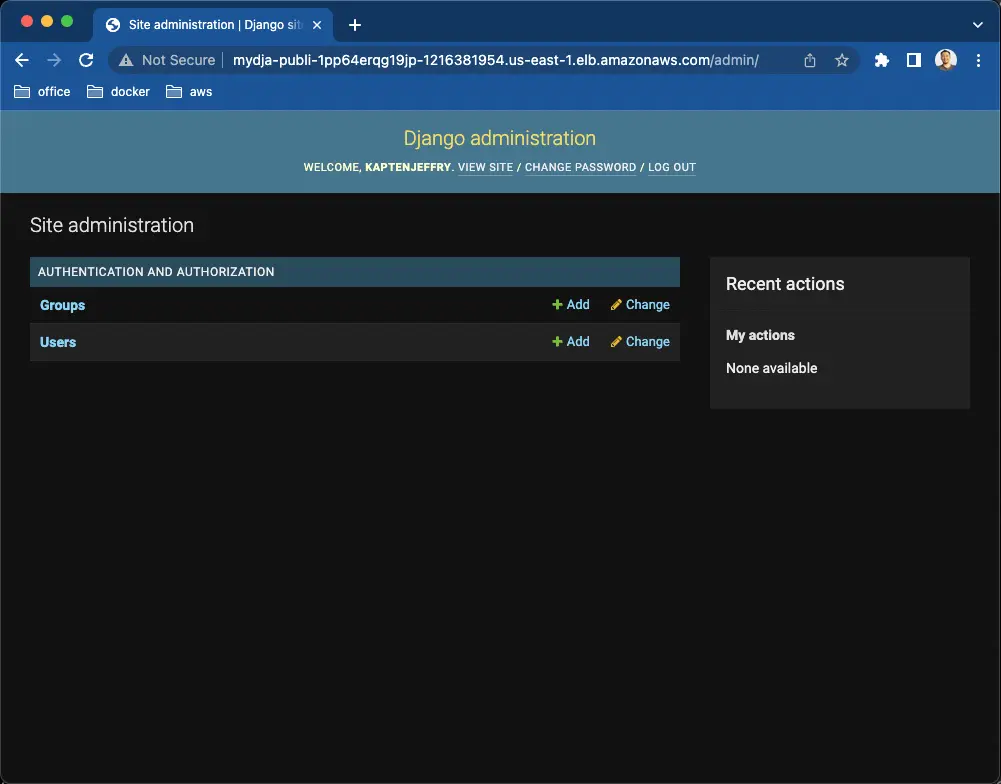 Site administration | Django sit
Not Secure mydja-publi-1pp64erqg19jp-1216381954.us-east-1.elb.amazonaws.com/admin/
office docker aws
Django administration
WELCOME, KAPTENJEFFRY. VIEW SITE / CHANGE PASSWORD / LOG OUT
Site administration
AUTHENTICATION AND AUTHORIZATION
Groups Add Change
Users Add Change
Recent actions
My actions
None available